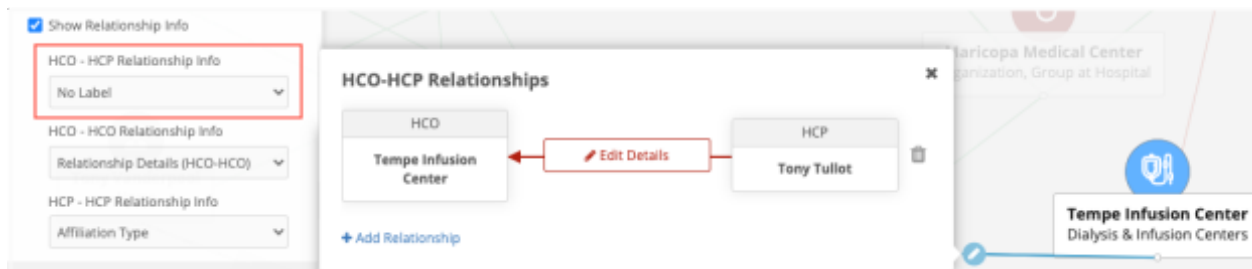 Show Relationship Info
HCO - HCP Relationship Info
No Label
HCO - HCO Relationship Info
Relationship Details (HCO-HCO)
HCP - HCP Relationship Info
Affiliation Type
HCO-HCP Relationships
HCO
Tempe Infusion
Center
Edit Details
HCP
Tony Tullot
+ Add Relationship
Maricopa Medical Center
Organization, Group at Hospital
Tempe Infusion Center
Dialysis & Infusion Centers